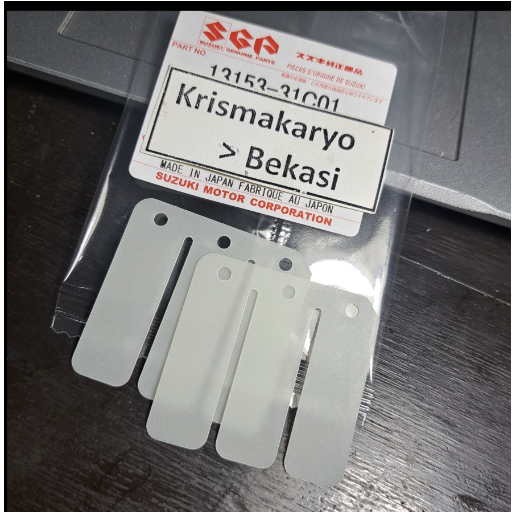 SGP
SUZUKI GENUINE PARTS
スズキ純正部品
PART NO.
PIECES D'ORIGINE DE SUZUKI
13153-31C01
Krismakaryo
> Bekasi
MADE IN JAPAN FABRIQUE AU JAPON
SUZUKI MOTOR CORPORATION